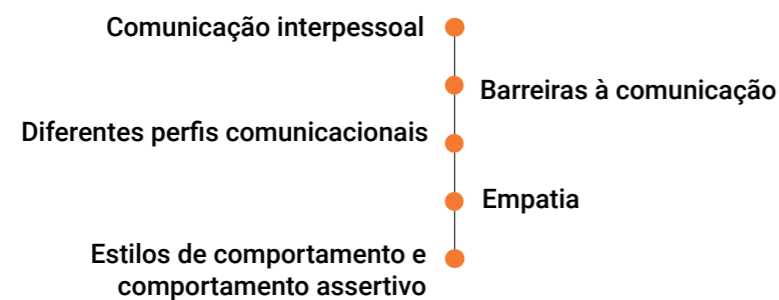 Comunicação interpessoal
Barreiras à comunicação
Diferentes perfis comunicacionais
Empatia
Estilos de comportamento e
comportamento assertivo